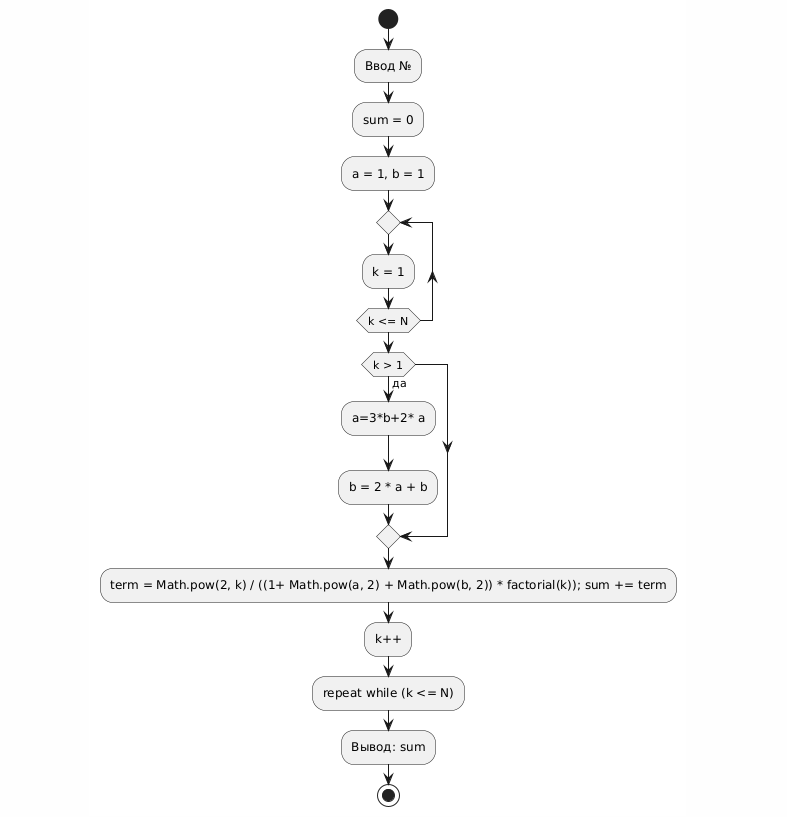 Ввод №
sum = 0
a = 1, b = 1
k = 1
k <= N
k > 1
да
a=3*b+2* a
b = 2 * a + b
term = Math.pow(2, k) / ((1+ Math.pow(a, 2) + Math.pow(b, 2)) * factorial(k)); sum += term
k++
repeat while (k <= N)
Вывод: sum